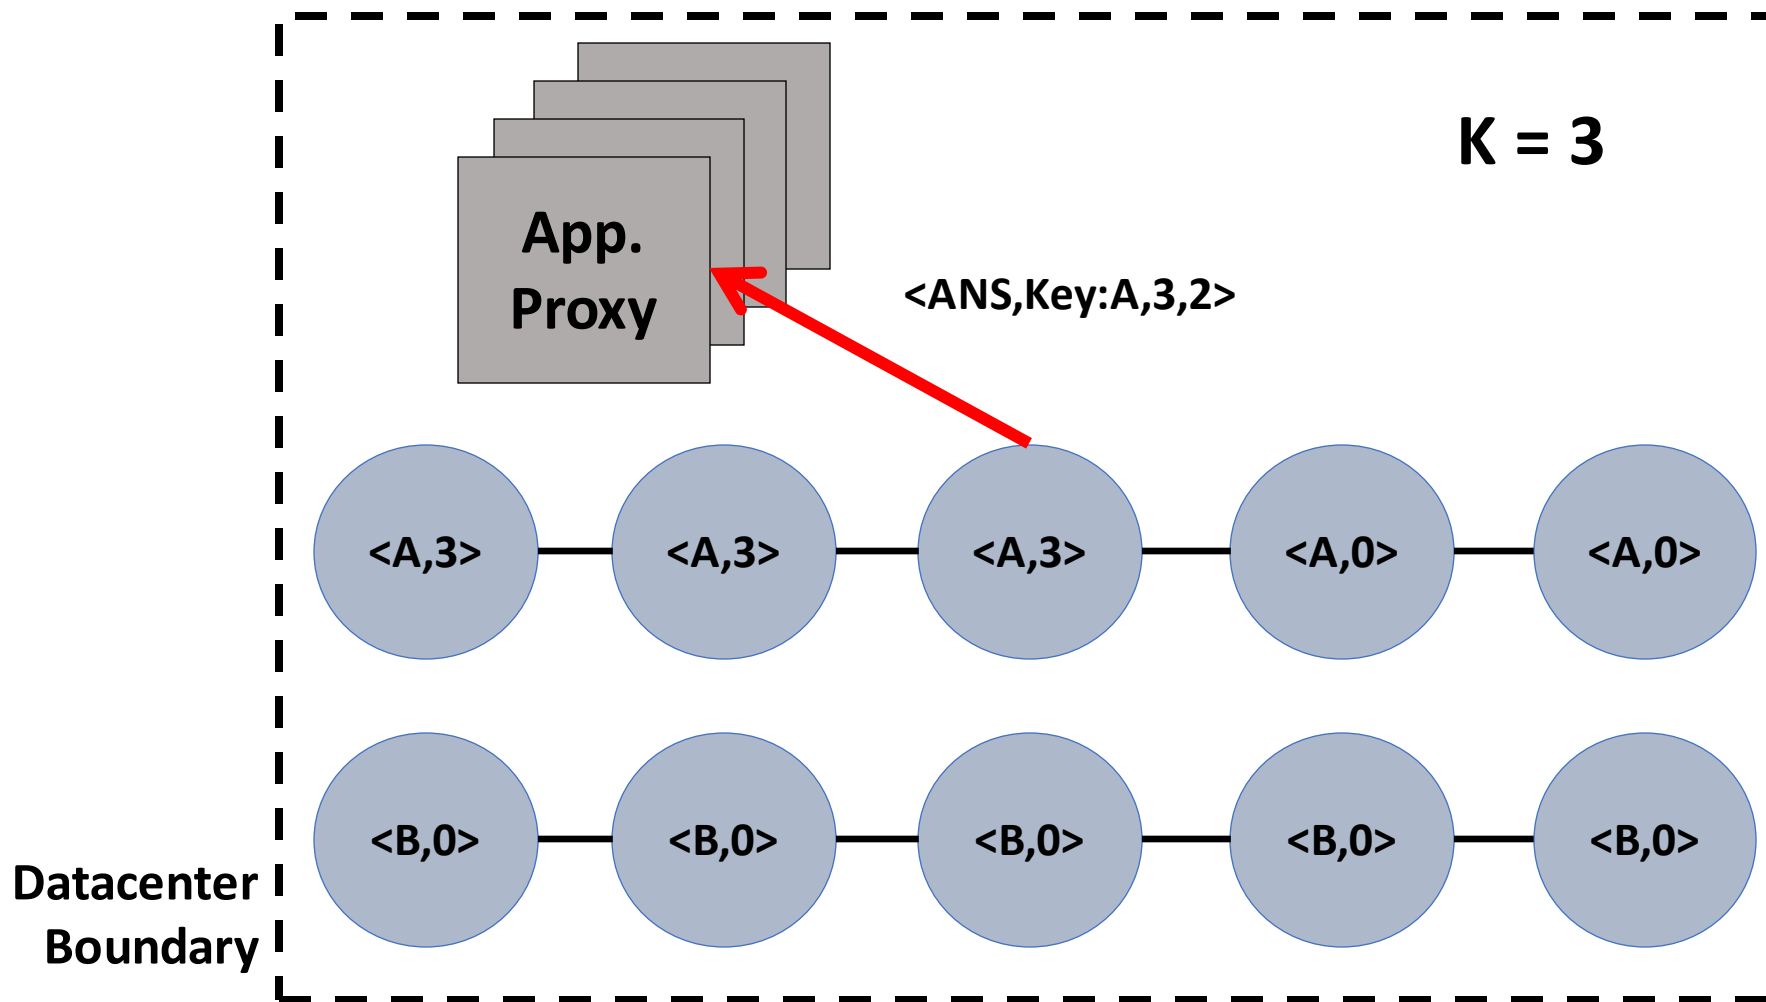 K = 3
App.
Proxy
<ANS,Key:A,3,2>
<A,3>
<A,3>
<A,3>
<A,0>
<A,0>
<B,0>
<B,0>
<B,0>
<B,0>
<B,0>
Datacenter
Boundary